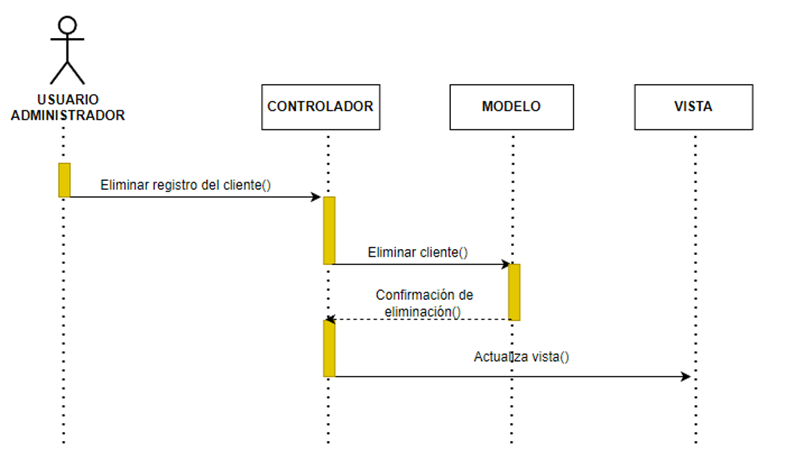 USUARIO
ADMINISTRADOR
CONTROLADOR
MODELO
VISTA
Eliminar registro del cliente()
Eliminar cliente()
Confirmación de
eliminación()
Actualiza vista()